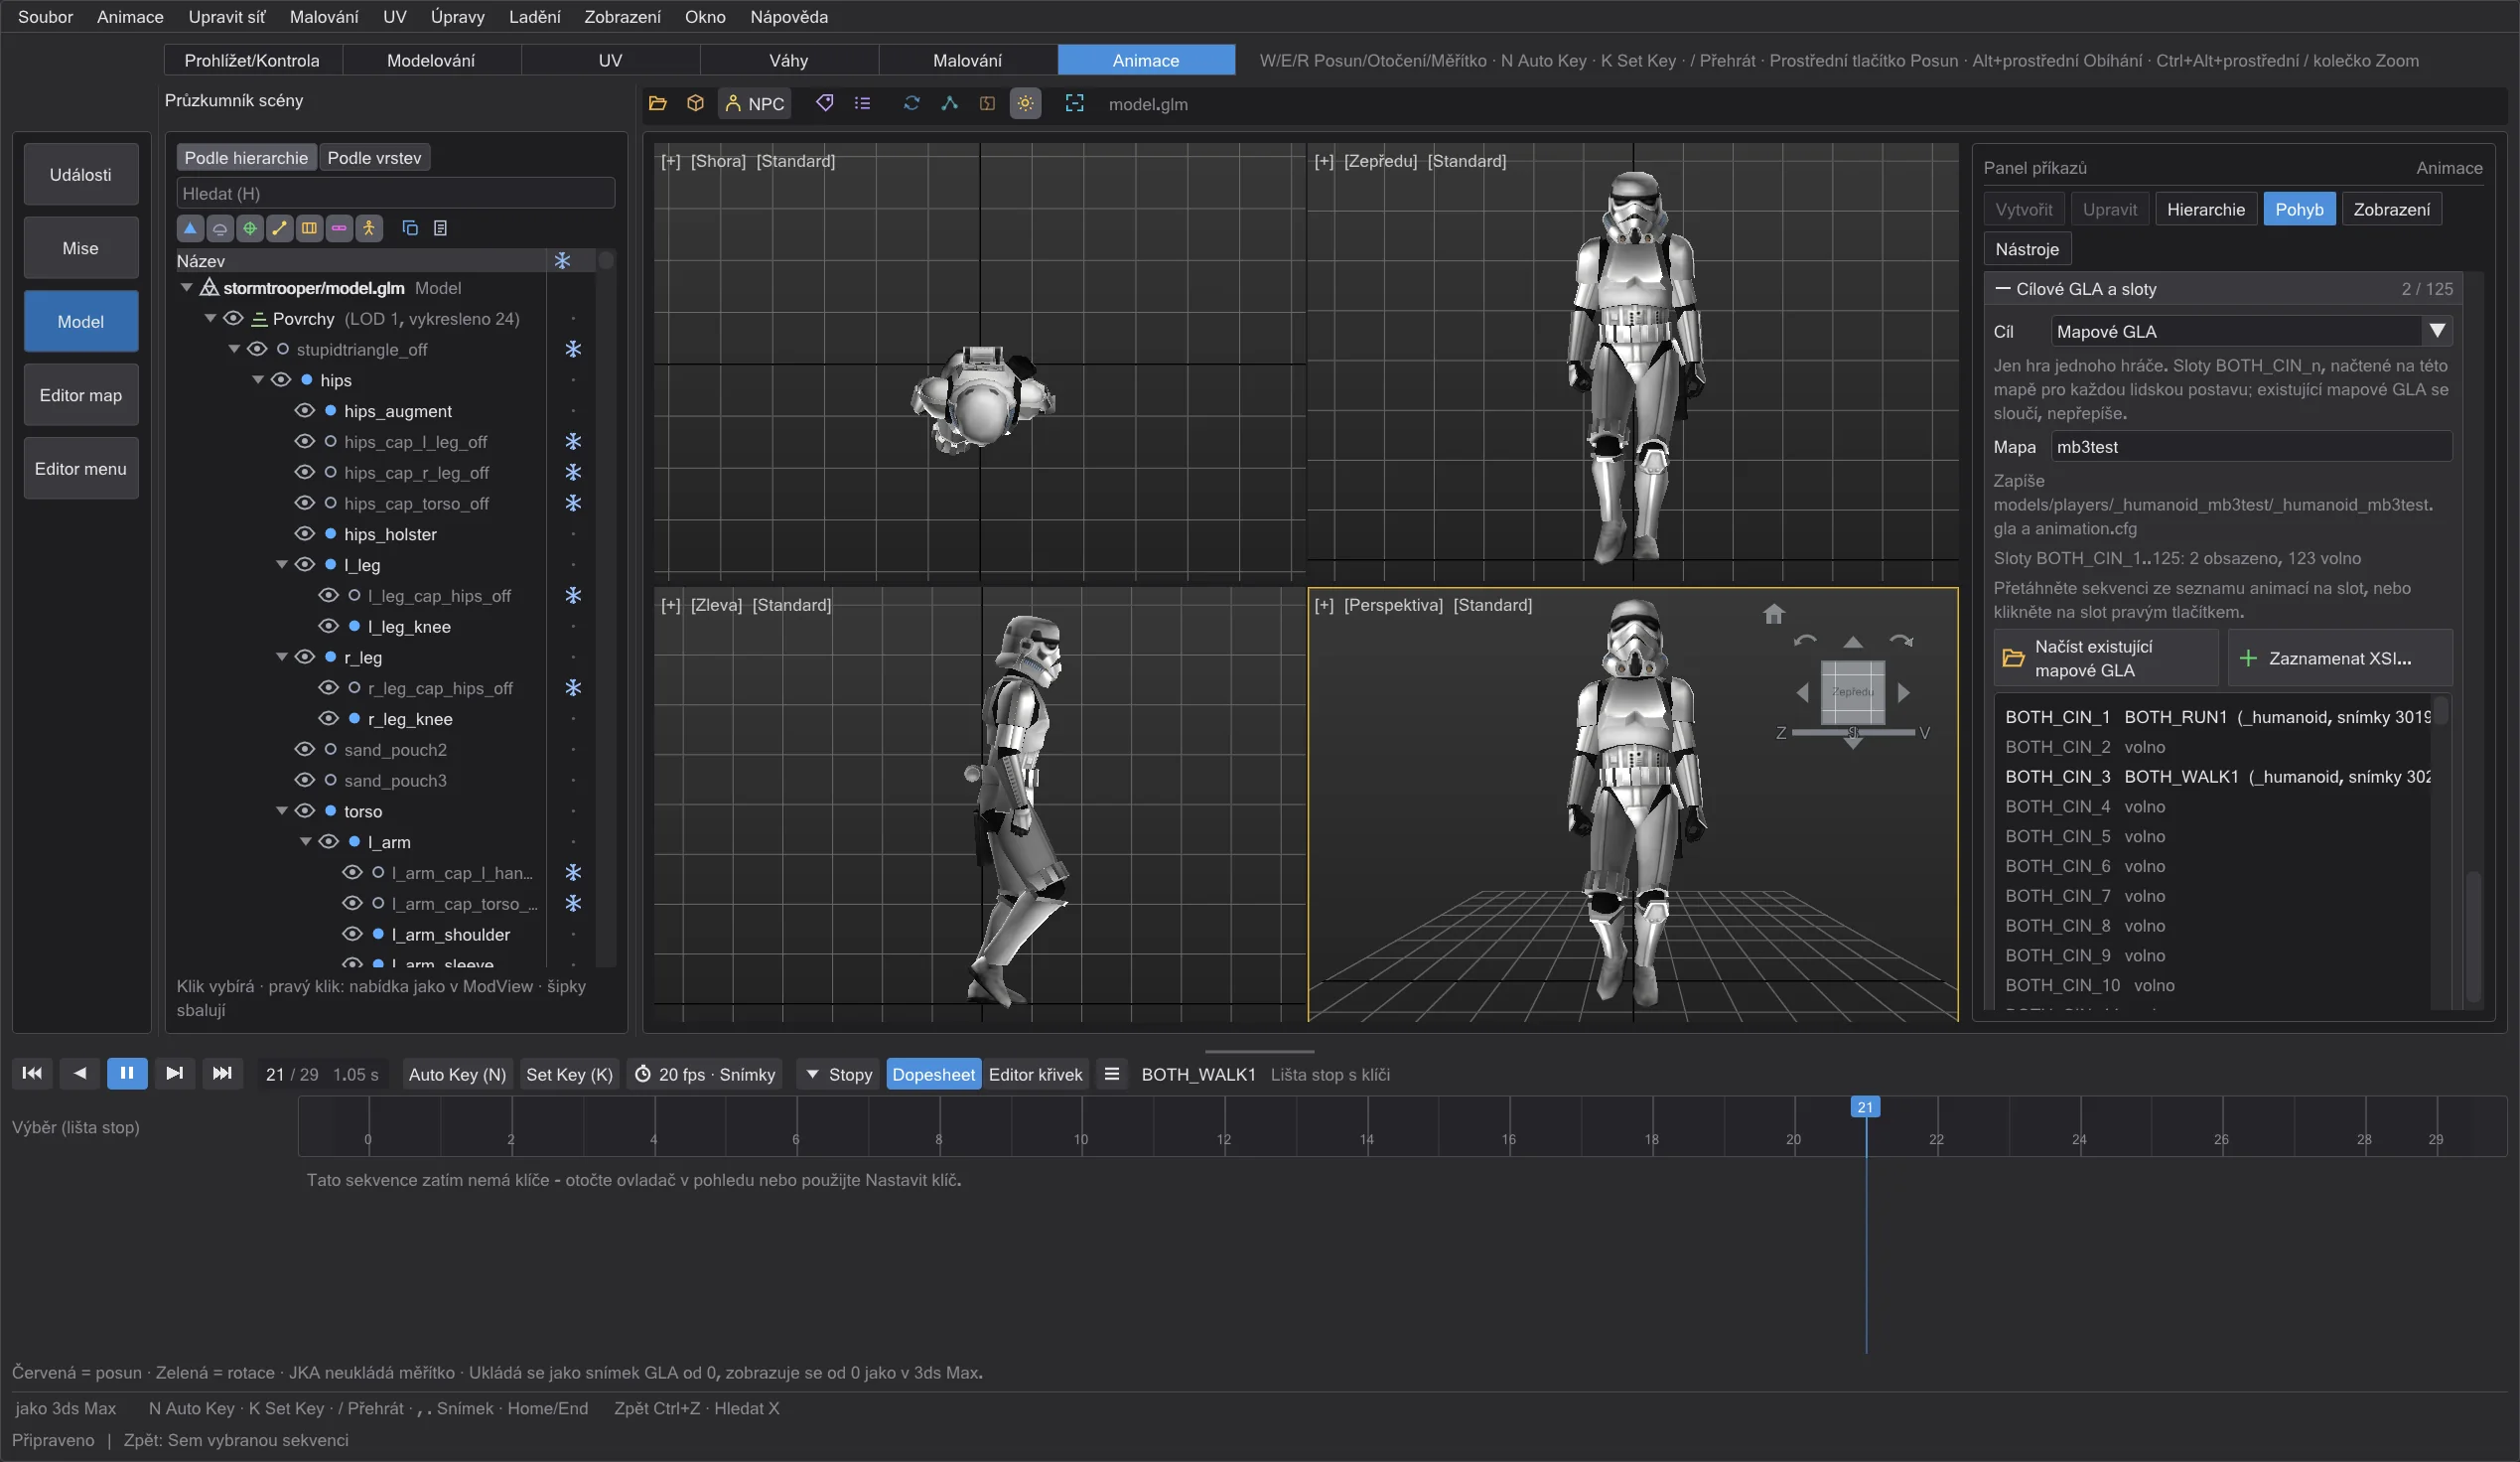 Soubor Animace Upravit síť Malování UV Úpravy Ladění Zobrazení Okno Nápověda
Prohlížet/Kontrola Modelování UV Váhy Malování Animace W/E/R Posun/Otočení/Měřítko · N Auto Key · K Set Key · / Přehrát · Prostřední tlačítko Posun · Alt+prostřední Obíhání · Ctrl+Alt+prostřední / kolečko Zoom
Průzkumník scény
NPC model.glm
Události
Mise
Model
Editor map
Editor menu
Podle hierarchie Podle vrstev
Hledat (H)
Název
stormtrooper/model.glm Model
Povrchy (LOD 1, vykresleno 24)
stupidtriangle_off
hips
hips_augment
hips_cap_l_leg_off
hips_cap_r_leg_off
hips_cap_torso_off
hips_holster
l_leg
l_leg_cap_hips_off
l_leg_knee
r_leg
r_leg_cap_hips_off
r_leg_knee
sand_pouch2
sand_pouch3
torso
l_arm
l_arm_cap_l_han...
l_arm_cap_torso_...
l_arm_shoulder
l_arm_sleeve
Klik vybírá · pravý klik: nabídka jako v ModView · šipky
sbalují
[+] [Shora] [Standard]
[+] [Zepředu] [Standard]
[+] [Zleva] [Standard]
[+] [Perspektiva] [Standard]
Zepředu
Z V
Panel příkazů Animace
Vytvořit Upravit Hierarchie Pohyb Zobrazení
Nástroje
Cílové GLA a sloty 2 / 125
Cíl Mapové GLA
Jen hra jednoho hráče. Sloty BOTH_CIN_n, načtené na této
mapě pro každou lidskou postavu; existující mapové GLA se
sloučí, nepřepíše.
Mapa mb3test
Zapíše
models/players/_humanoid_mb3test/_humanoid_mb3test.
gla a animation.cfg
Sloty BOTH_CIN_1..125: 2 obsazeno, 123 volno
Přetáhněte sekvenci ze seznamu animací na slot, nebo
klikněte na slot pravým tlačítkem.
Načíst existující
mapové GLA
Zaznamenat XSI...
BOTH_CIN_1 BOTH_RUN1 (_humanoid, snímky 3019
BOTH_CIN_2 volno
BOTH_CIN_3 BOTH_WALK1 (_humanoid, snímky 302
BOTH_CIN_4 volno
BOTH_CIN_5 volno
BOTH_CIN_6 volno
BOTH_CIN_7 volno
BOTH_CIN_8 volno
BOTH_CIN_9 volno
BOTH_CIN_10 volno
21 / 29 1.05 s Auto Key (N) Set Key (K) 20 fps · Snímky Stopy Dopesheet Editor křivek BOTH_WALK1 Lišta stop s klíči
Výběr (lišta stop)
21
0 2 4 6 8 10 12 14 16 18 20 22 24 26 28 29
Tato sekvence zatím nemá klíče - otočte ovladač v pohledu nebo použijte Nastavit klíč.
Červená = posun · Zelená = rotace · JKA neukládá měřítko · Ukládá se jako snímek GLA od 0, zobrazuje se od 0 jako v 3ds Max.
jako 3ds Max N Auto Key · K Set Key · / Přehrát · , . Snímek · Home/End Zpět Ctrl+Z · Hledat X
Připraveno | Zpět: Sem vybranou sekvenci